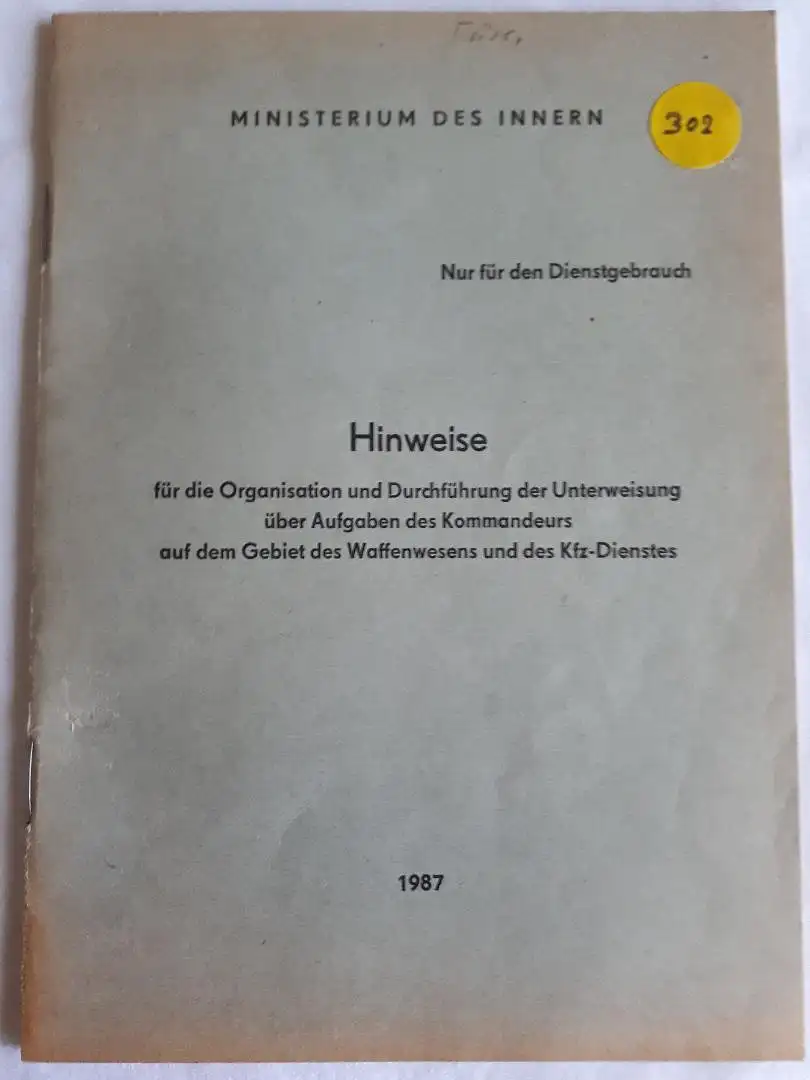 MINISTERIUM DES INNERN
302
Nur für den Dienstgebrauch
Hinweise
für die Organisation und Durchführung der Unterweisung
über Aufgaben des Kommandeurs
auf dem Gebiet des Waffenwesens und des Kfz-Dienstes
1987